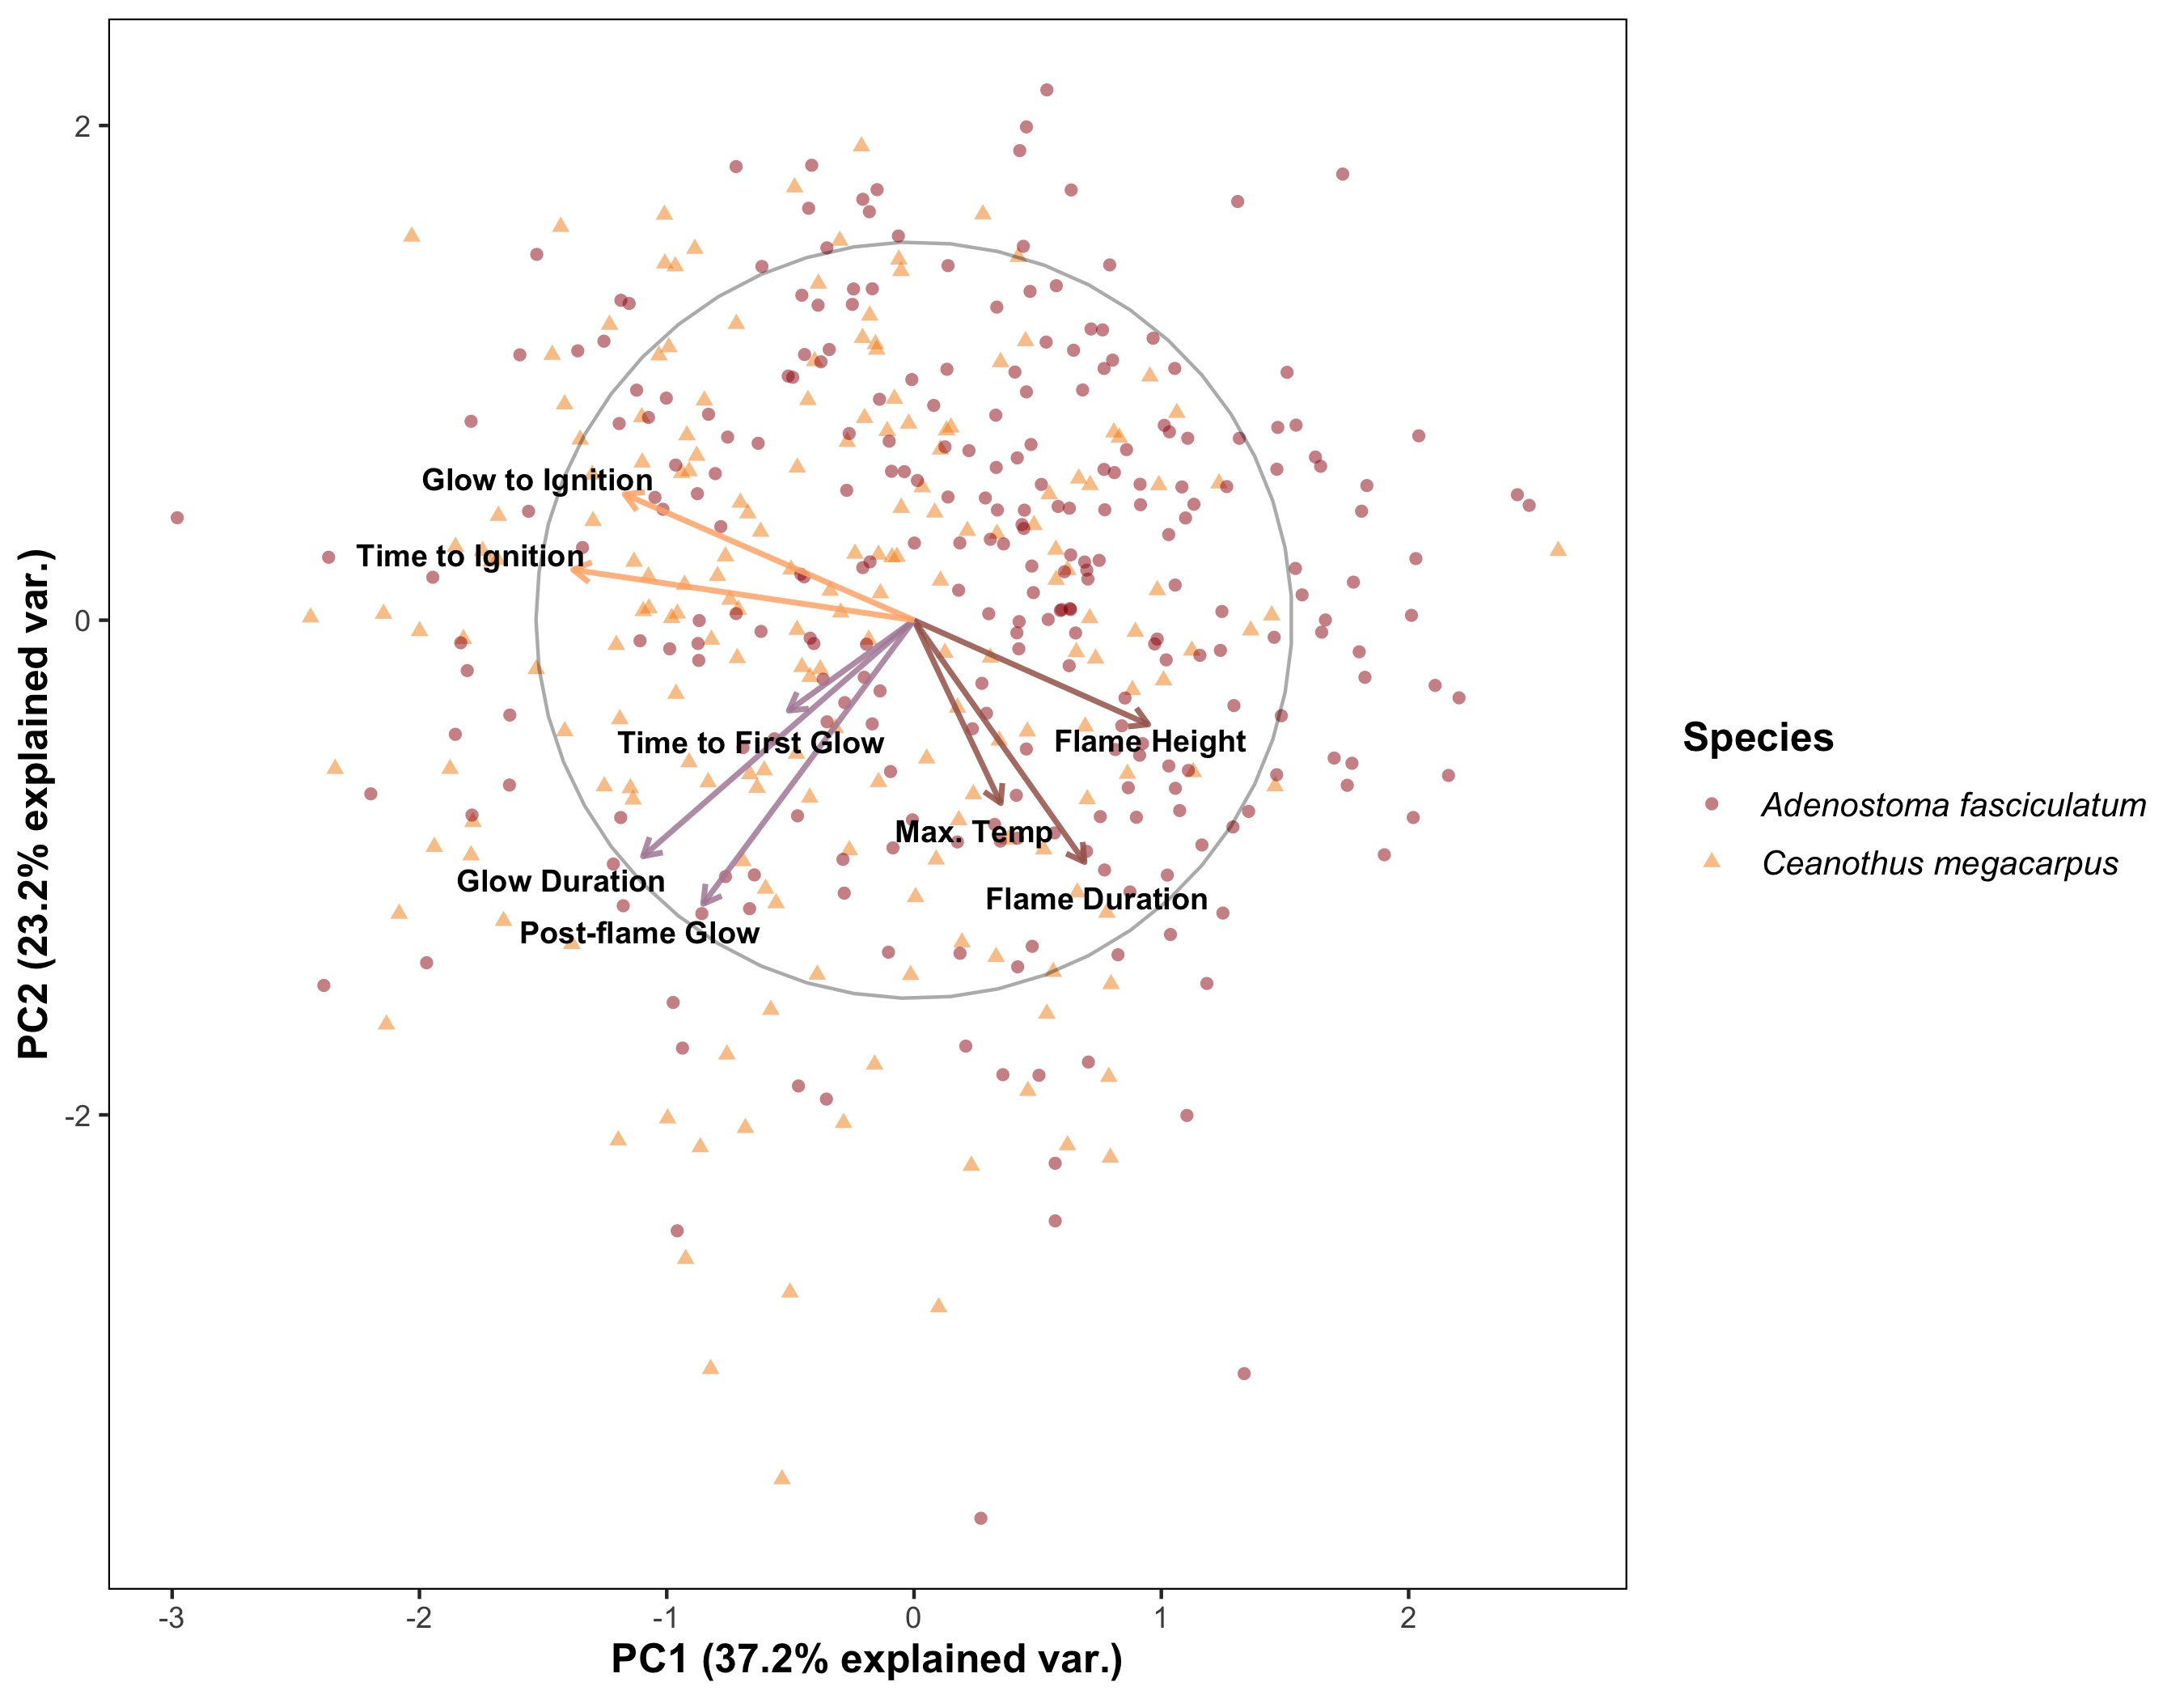 2
0
-2
PC2 (23.2% explained var.)
Glow to Ignition
Time to Ignition
Time to First Glow
Flame Height
Max. Temp
Glow Duration
Flame Duration
Post-flame Glow
-3 -2 -1 0 1 2
PC1 (37.2% explained var.)
Species
Adenostoma fasciculatum
Ceanothus megacarpus